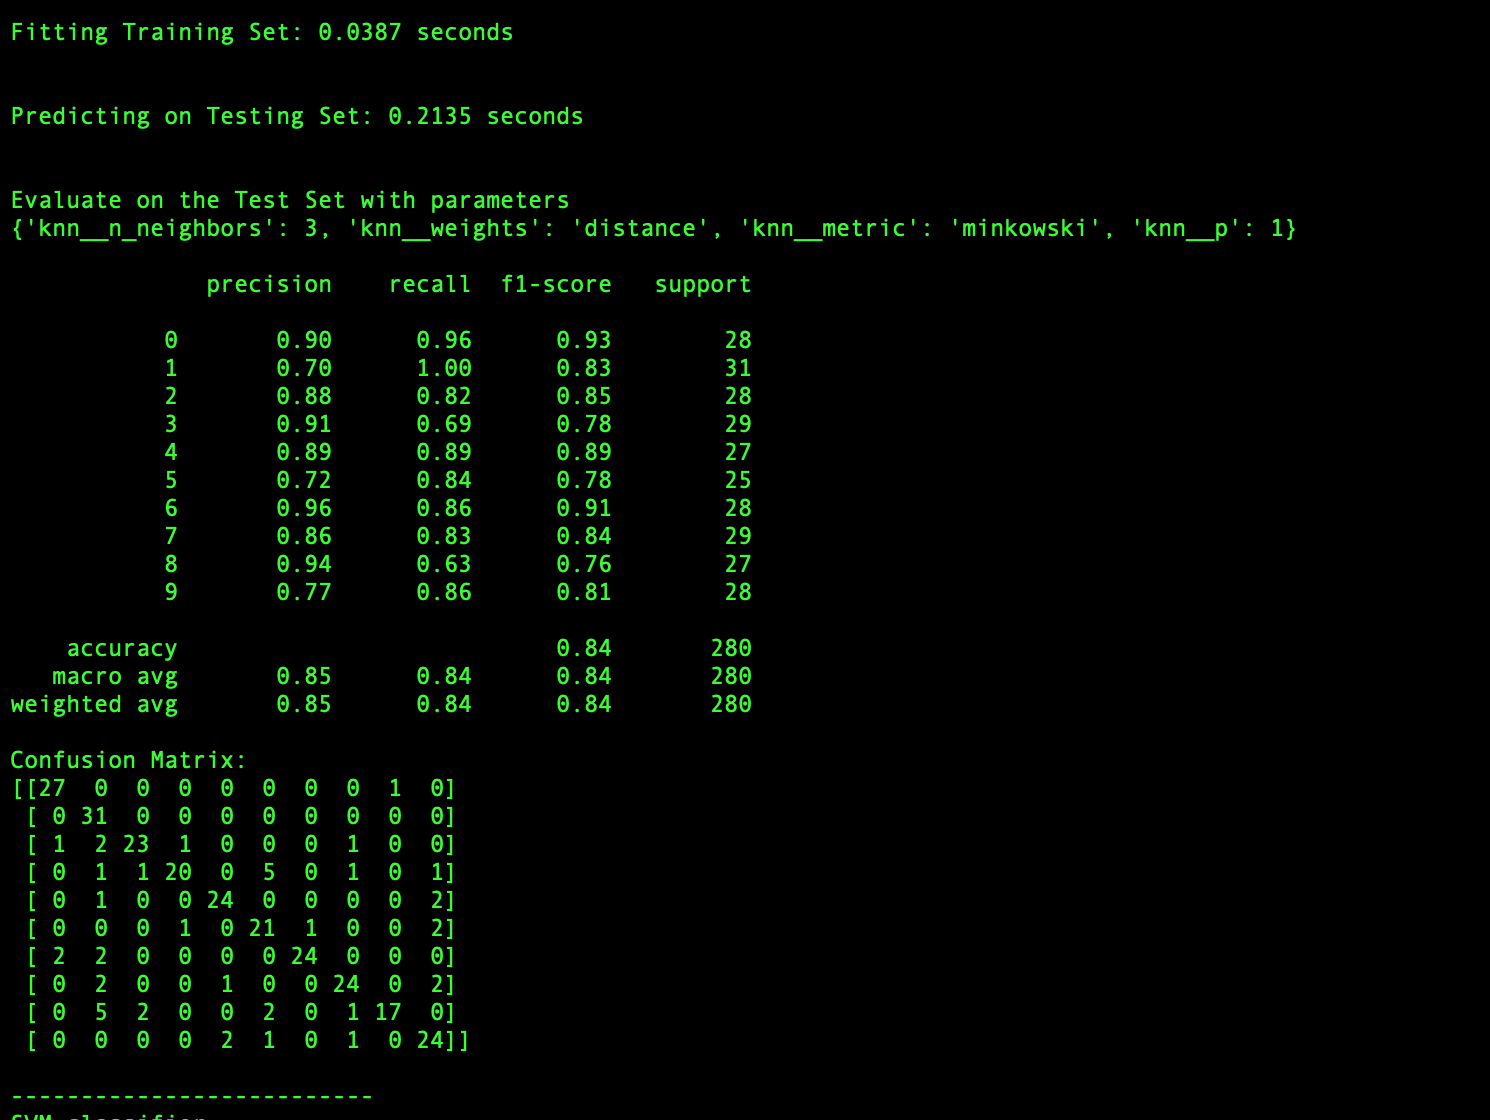 Fitting Training Set: 0.0387 seconds
Predicting on Testing Set: 0.2135 seconds
Evaluate on the Test Set with parameters
{'knn__n_neighbors': 3, 'knn__weights': 'distance', 'knn__metric': 'minkowski', 'knn__p': 1}
precision recall f1-score support
0 0.90 0.96 0.93 28
1 0.70 1.00 0.83 31
2 0.88 0.82 0.85 28
3 0.91 0.69 0.78 29
4 0.89 0.89 0.89 27
5 0.72 0.84 0.78 25
6 0.96 0.86 0.91 28
7 0.86 0.83 0.84 29
8 0.94 0.63 0.76 27
9 0.77 0.86 0.81 28
accuracy 0.84 280
macro avg 0.85 0.84 0.84 280
weighted avg 0.85 0.84 0.84 280
Confusion Matrix:
[[27 0 0 0 0 0 0 0 1 0]
[ 0 31 0 0 0 0 0 0 0 0]
[ 1 2 23 1 0 0 0 1 0 0]
[ 0 1 1 20 0 5 0 1 0 1]
[ 0 1 0 0 24 0 0 0 0 2]
[ 0 0 0 1 0 21 1 0 0 2]
[ 2 2 0 0 0 0 24 0 0 0]
[ 0 2 0 0 1 0 0 24 0 2]
[ 0 5 2 0 0 2 0 1 17 0]
[ 0 0 0 0 2 1 0 1 0 24]]
--------------------------
SVM classifier